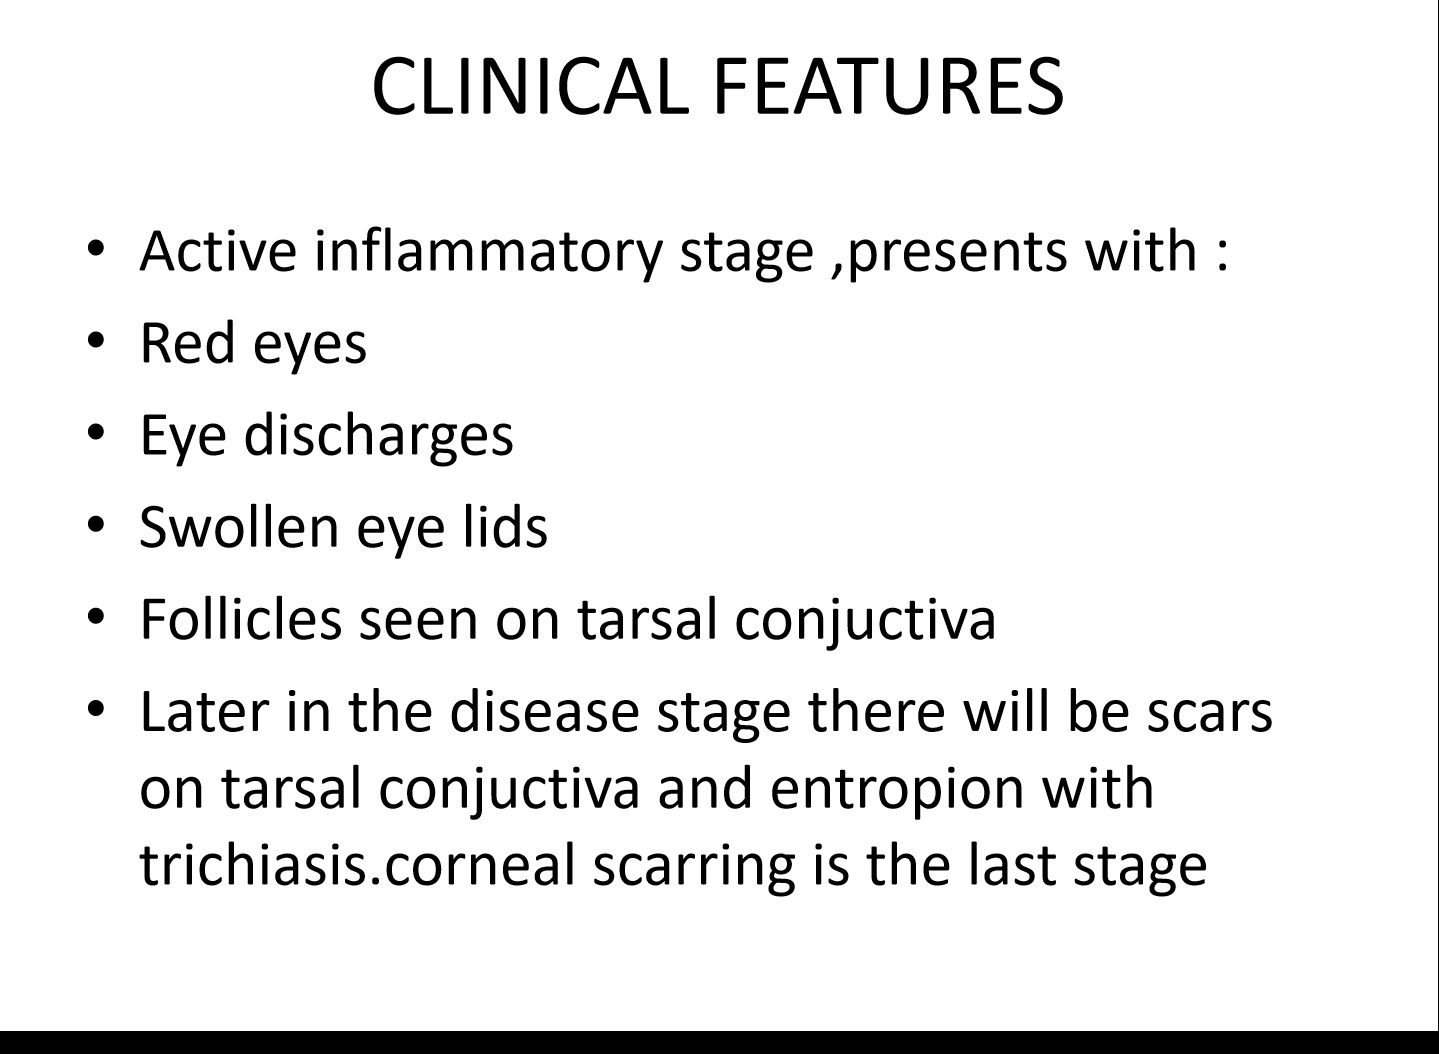 CLINICAL FEATURES
• Active inflammatory stage ,presents with :
• Red eyes
• Eye discharges
• Swollen eye lids
• Follicles seen on tarsal conjuctiva
• Later in the disease stage there will be scars
on tarsal conjuctiva and entropion with
trichiasis.corneal scarring is the last stage